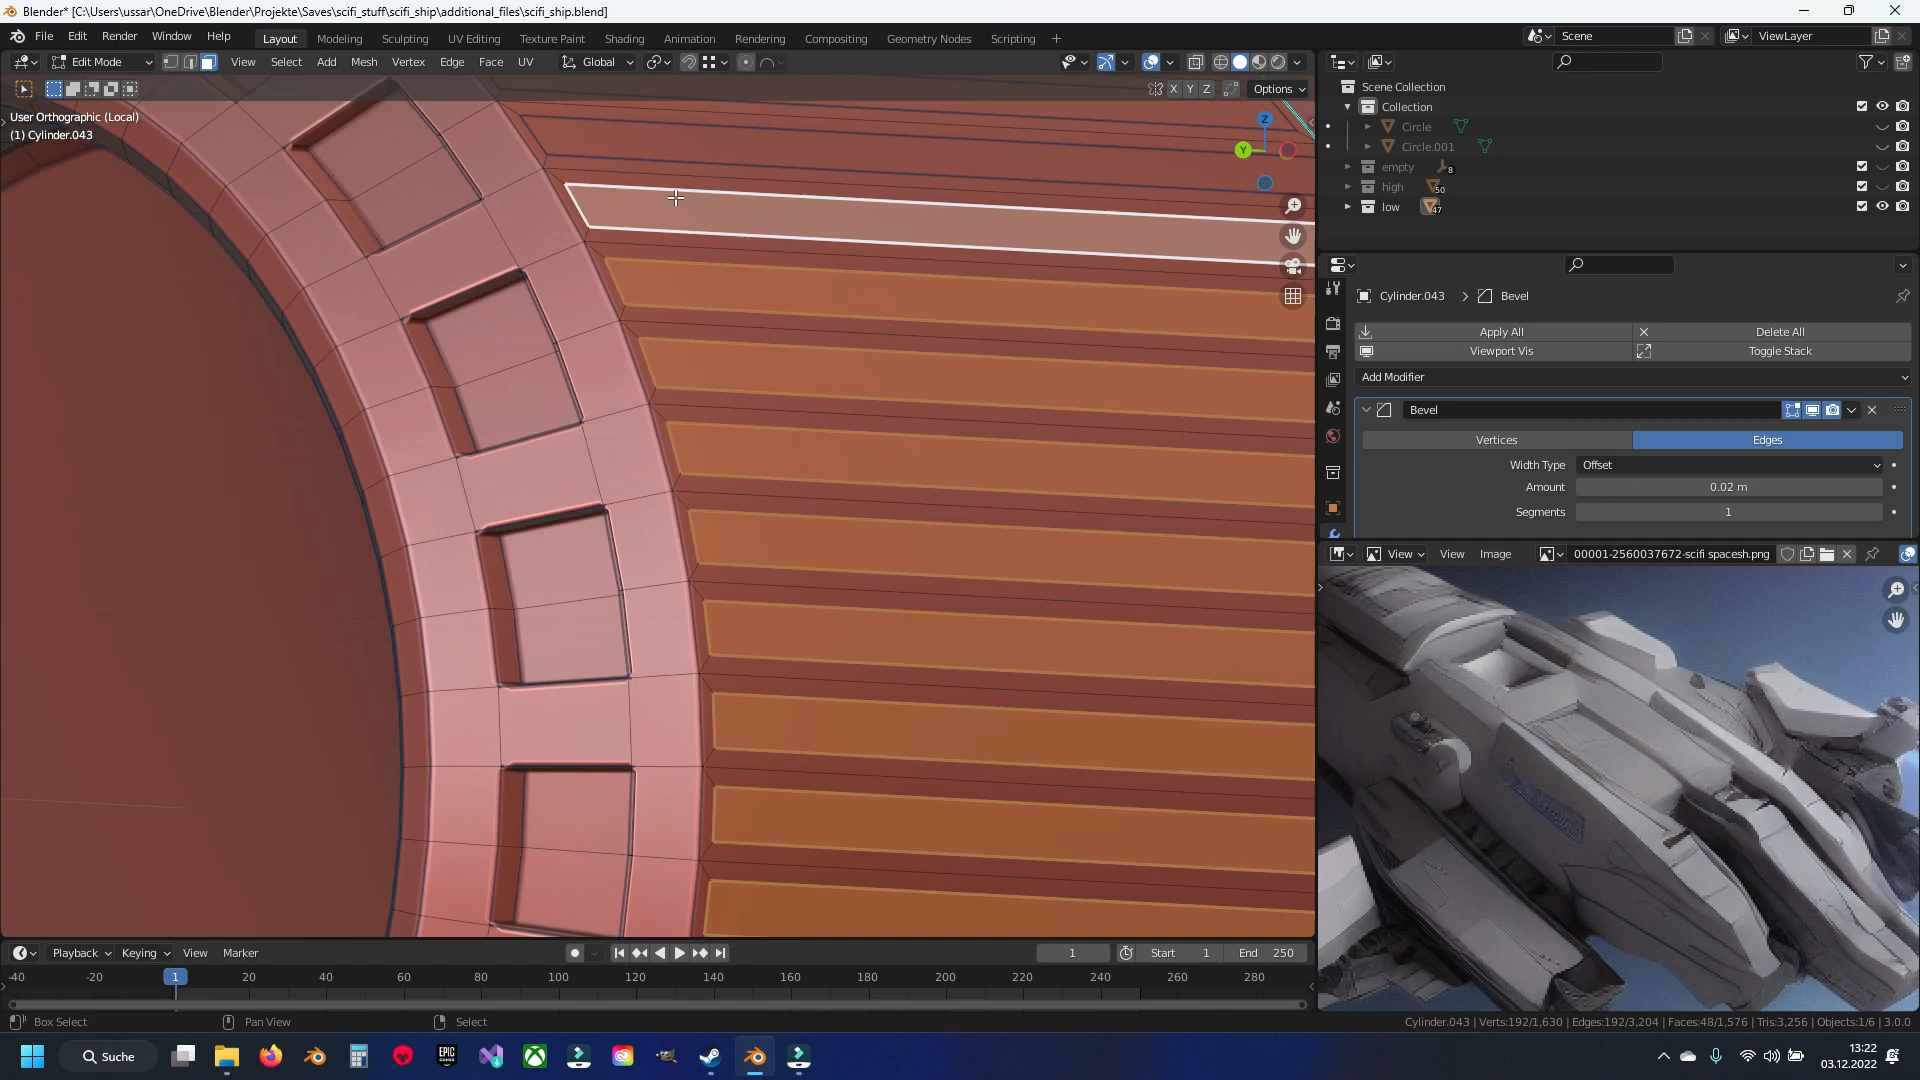 Blender* [C:\Users\ussar\OneDrive\Blender\Projekte\Saves\scifi_stuff\scifi_ship\additional_files\scifi_ship.blend]
File Edit Render Window Help Layout Modeling Sculpting UV Editing Texture Paint Shading Animation Rendering Compositing Geometry Nodes Scripting + Scene ViewLayer
Edit Mode View Select Add Mesh Vertex Edge Face UV Global
X Y Z Options
User Orthographic (Local)
(1) Cylinder.043
Z
Y
Scene Collection
Collection
Circle
Circle.001
empty 8
high 50
low 47
Cylinder.043 > Bevel
Apply All Delete All
Viewport Vis Toggle Stack
Add Modifier
Bevel
Vertices Edges
Width Type Offset
Amount 0.02 m
Segments 1
View View Image 00001-2560037672-scifi spacesh.png
Playback Keying View Marker 1 Start 1 End 250
-40 -20 1 20 40 60 80 100 120 140 160 180 200 220 240 260 280
Box Select Pan View Select Cylinder.043 | Verts:192/1,630 | Edges:192/3,204 | Faces:48/1,576 | Tris:3,256 | Objects:1/6 | 3.0.0
Suche EPIC GAMES 13:22
03.12.2022